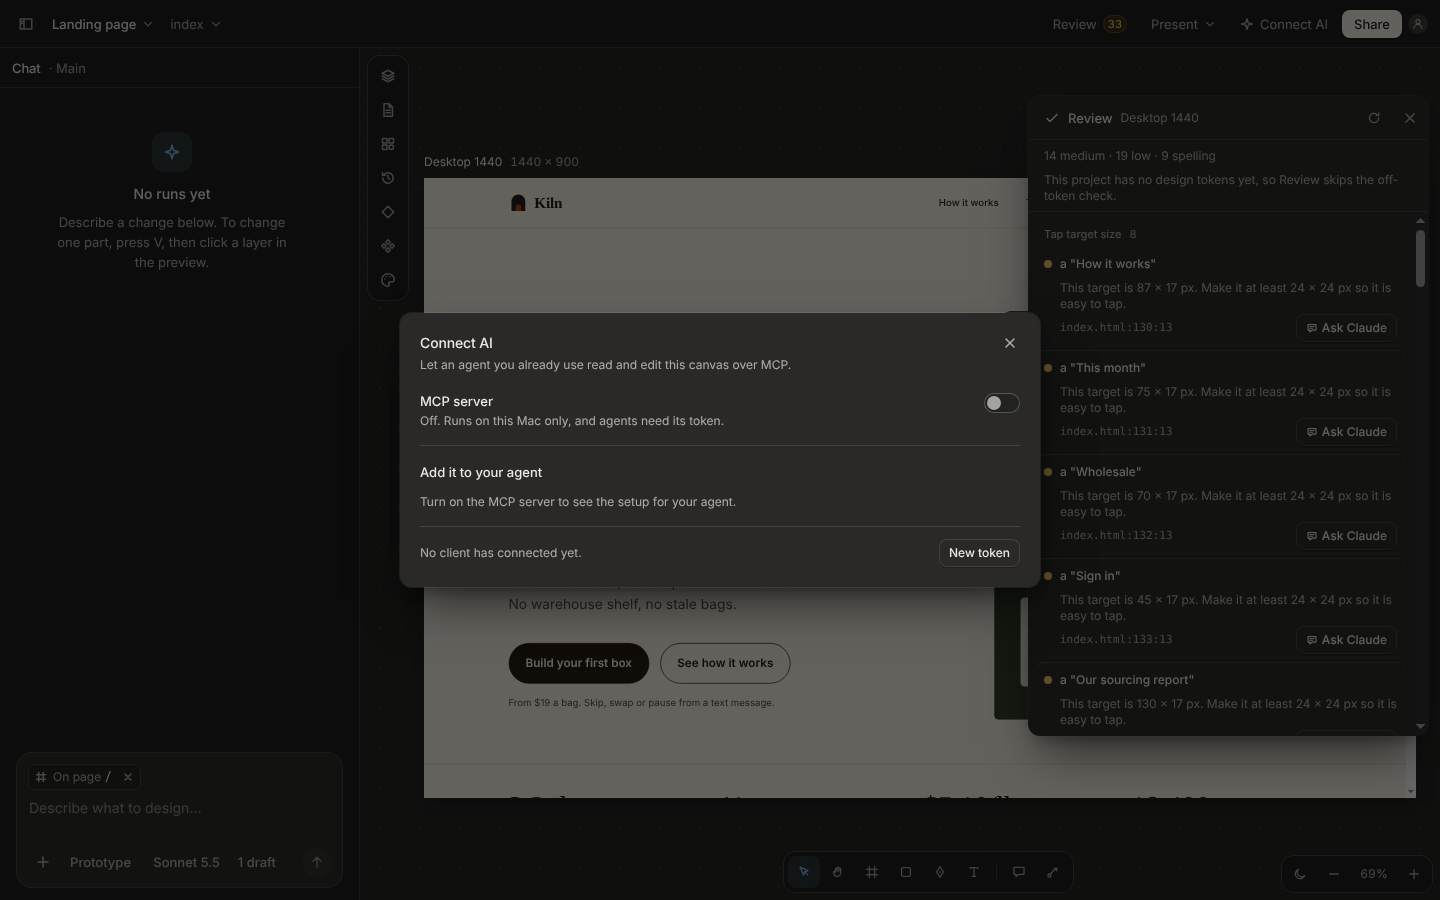 Landing page
index
Review 33
Present
Connect AI
Share
Chat · Main
No runs yet
Describe a change below. To change
one part, press V, then click a layer in
the preview.
On page /
Describe what to design...
Prototype
Sonnet 5.5
1 draft
Desktop 1440 1440 × 900
Kiln
How it works
Connect AI
Let an agent you already use read and edit this canvas over MCP.
MCP server
Off. Runs on this Mac only, and agents need its token.
Add it to your agent
Turn on the MCP server to see the setup for your agent.
No client has connected yet.
New token
No warehouse shelf, no stale bags.
Build your first box
See how it works
From $19 a bag. Skip, swap or pause from a text message.
Review Desktop 1440
14 medium · 19 low · 9 spelling
This project has no design tokens yet, so Review skips the off-
token check.
Tap target size 8
a "How it works"
This target is 87 × 17 px. Make it at least 24 × 24 px so it is
easy to tap.
index.html:130:13
Ask Claude
a "This month"
This target is 75 × 17 px. Make it at least 24 × 24 px so it is
easy to tap.
index.html:131:13
Ask Claude
a "Wholesale"
This target is 70 × 17 px. Make it at least 24 × 24 px so it is
easy to tap.
index.html:132:13
Ask Claude
a "Sign in"
This target is 45 × 17 px. Make it at least 24 × 24 px so it is
easy to tap.
index.html:133:13
Ask Claude
a "Our sourcing report"
This target is 130 × 17 px. Make it at least 24 × 24 px so it is
easy to tap.
69%